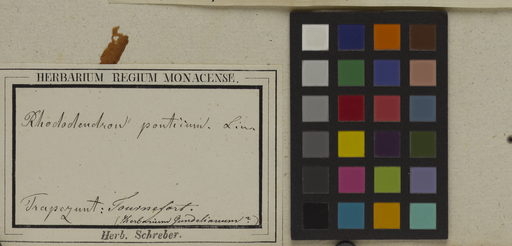 HERBARIUM REGIUM MONACENSE.
Rhododendron ponticum. Linn
Trapezunt: Tournefort.
(Herbarium Gundelianum?)
Herb. Schreber.